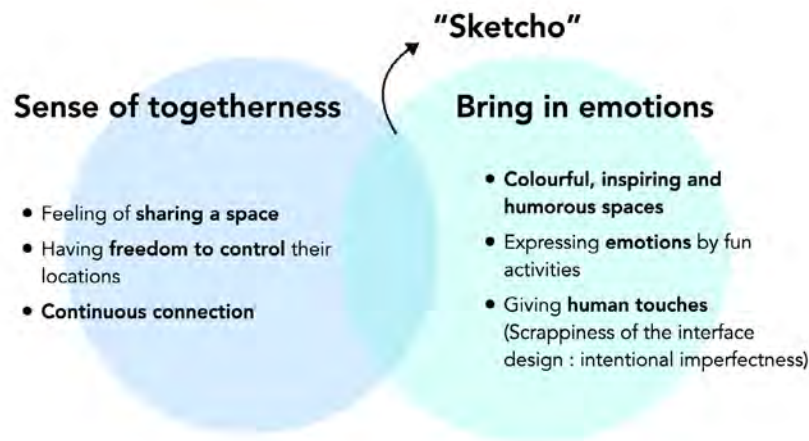 "Sketcho"
Sense of togetherness
• Feeling of sharing a space
• Having freedom to control their
locations
• Continuous connection
Bring in emotions
• Colourful, inspiring and
humorous spaces
• Expressing emotions by fun
activities
• Giving human touches
(Scrappiness of the interface
design : intentional imperfectness)